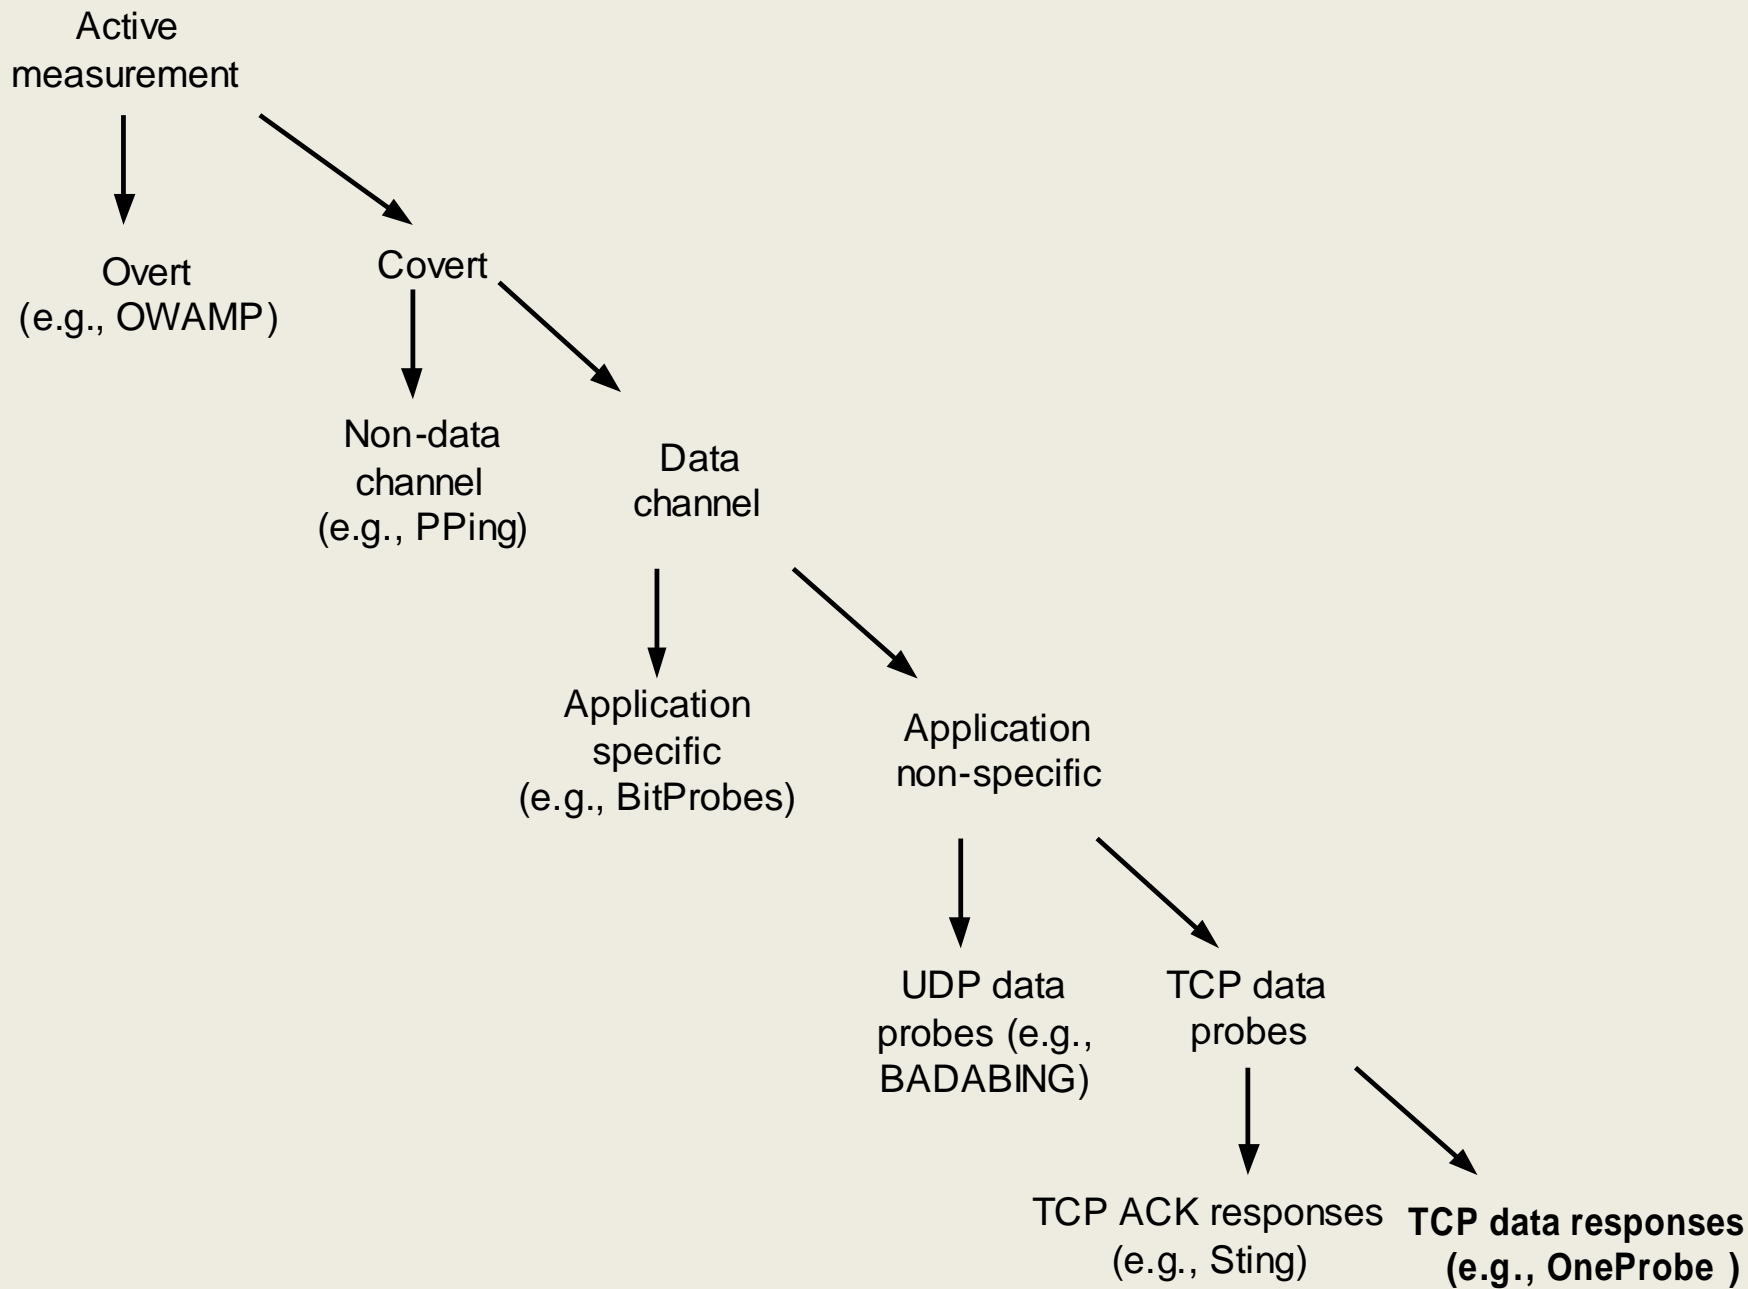 Active
measurement
Overt
(e.g., OWAMP)
Covert
Non-data
channel
(e.g., PPing)
Data
channel
Application
specific
(e.g., BitProbes)
Application
non-specific
UDP data
probes (e.g.,
BADABING)
TCP data
probes
TCP ACK responses
(e.g., Sting)
TCP data responses
(e.g., OneProbe )